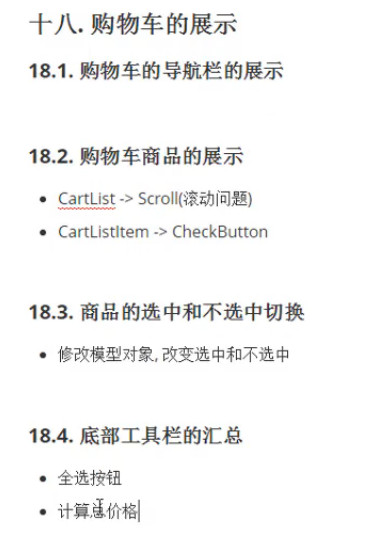 十八. 购物车的展示
18.1. 购物车的导航栏的展示
18.2. 购物车商品的展示
CartList -> Scroll(滚动问题)
CartListItem -> CheckButton
18.3. 商品的选中和不选中切换
修改模型对象, 改变选中和不选中
18.4. 底部工具栏的汇总
全选按钮
计算总价格